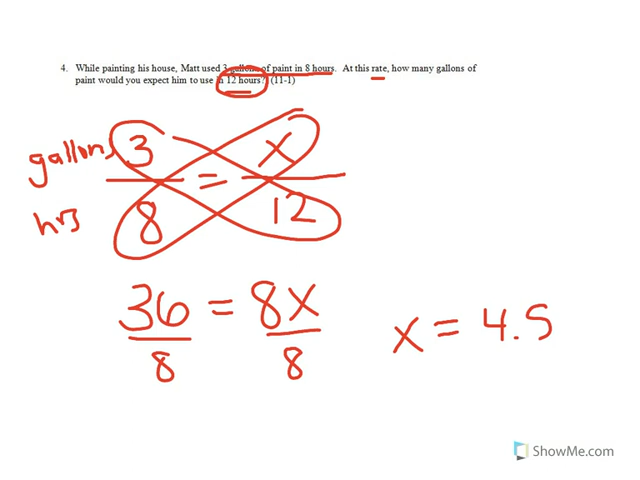 4. While painting his house, Matt used 3 gallons of paint in 8 hours. At this rate, how many gallons of
paint would you expect him to use in 12 hours? (11-1)
gallons 3 = x
hrs 8 12
36 = 8x
8 8
x = 4.5
ShowMe.com